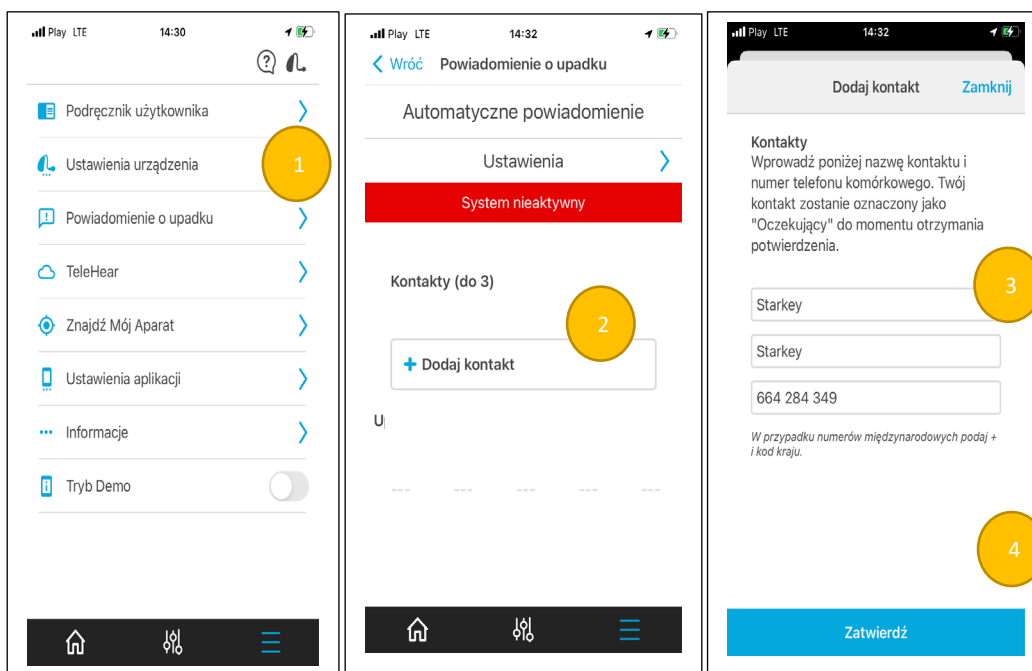 Play LTE 14:30
Podręcznik użytkownika
Ustawienia urządzenia
1
Powiadomienie o upadku
TeleHear
Znajdź Mój Aparat
Ustawienia aplikacji
Informacje
Tryb Demo
Play LTE 14:32
Wróć Powiadomienie o upadku
Automatyczne powiadomienie
Ustawienia
System nieaktywny
Kontakty (do 3)
2
+ Dodaj kontakt
U
--- --- --- --- ---
Play LTE 14:32
Dodaj kontakt Zamknij
Kontakty
Wprowadź poniżej nazwę kontaktu i
numer telefonu komórkowego. Twój
kontakt zostanie oznaczony jako
"Oczekujący" do momentu otrzymania
potwierdzenia.
3
Starkey
Starkey
664 284 349
W przypadku numerów międzynarodowych podaj +
i kod kraju.
4
Zatwierdź